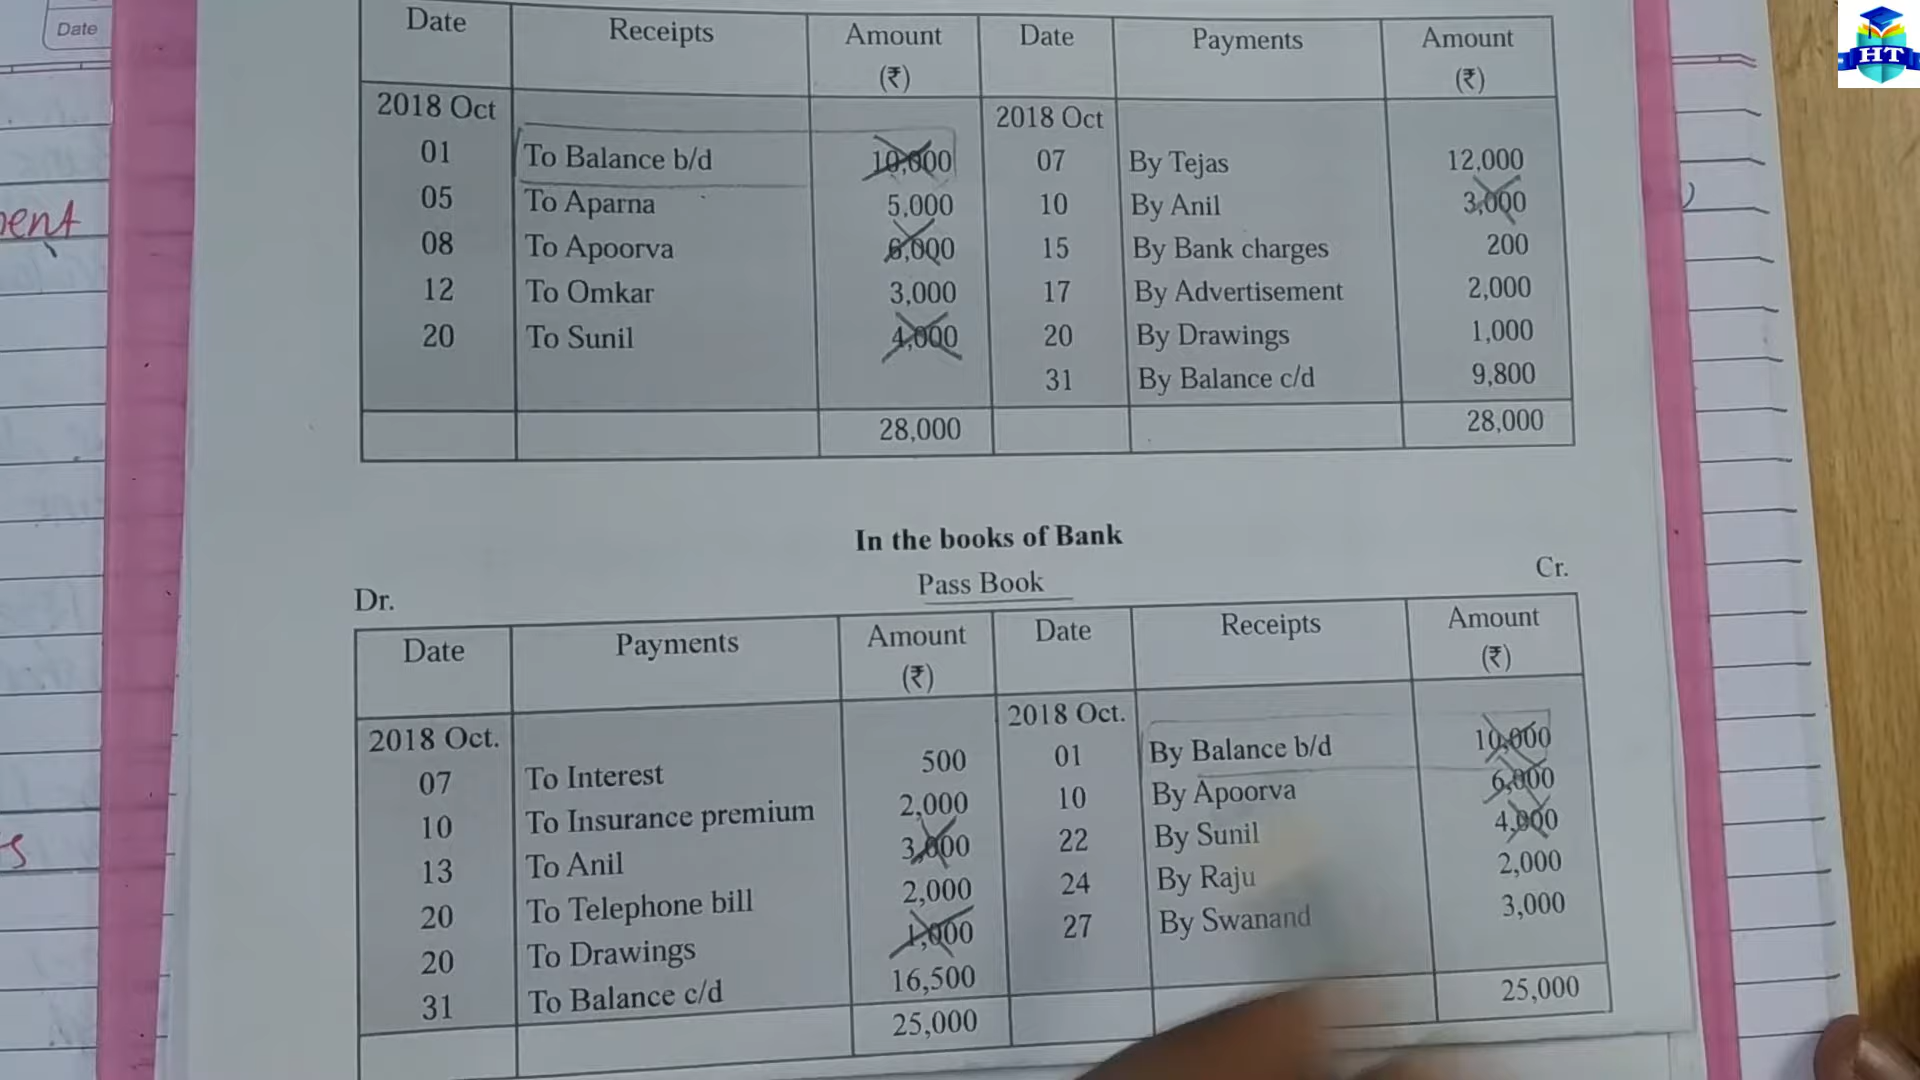 Date
Date Receipts Amount (₹) Date Payments Amount (₹)
2018 Oct 2018 Oct
01 To Balance b/d 10,000 07 By Tejas 12,000
05 To Aparna 5,000 10 By Anil 3,000
08 To Apoorva 6,000 15 By Bank charges 200
12 To Omkar 3,000 17 By Advertisement 2,000
20 To Sunil 4,000 20 By Drawings 1,000
31 By Balance c/d 9,800
28,000 28,000
In the books of Bank
Dr. Pass Book Cr.
Date Payments Amount (₹) Date Receipts Amount (₹)
2018 Oct. 2018 Oct.
07 To Interest 500 01 By Balance b/d 10,000
10 To Insurance premium 2,000 10 By Apoorva 6,000
13 To Anil 3,000 22 By Sunil 4,000
20 To Telephone bill 2,000 24 By Raju 2,000
20 To Drawings 1,000 27 By Swanand 3,000
31 To Balance c/d 16,500
25,000 25,000
HT